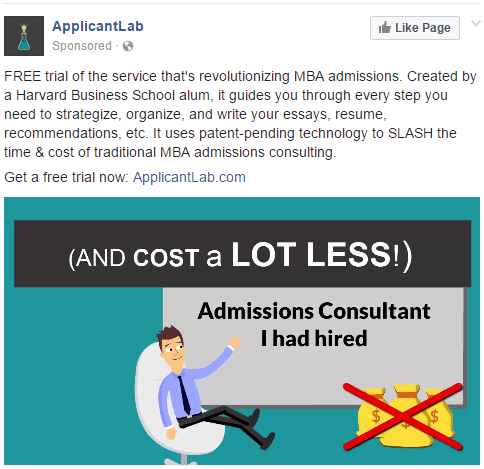 ApplicantLab
Sponsored ·
Like Page
FREE trial of the service that's revolutionizing MBA admissions. Created by
a Harvard Business School alum, it guides you through every step you
need to strategize, organize, and write your essays, resume,
recommendations, etc. It uses patent-pending technology to SLASH the
time & cost of traditional MBA admissions consulting.
Get a free trial now: ApplicantLab.com
(AND COST a LOT LESS!)
Admissions Consultant
I had hired
$ $ $